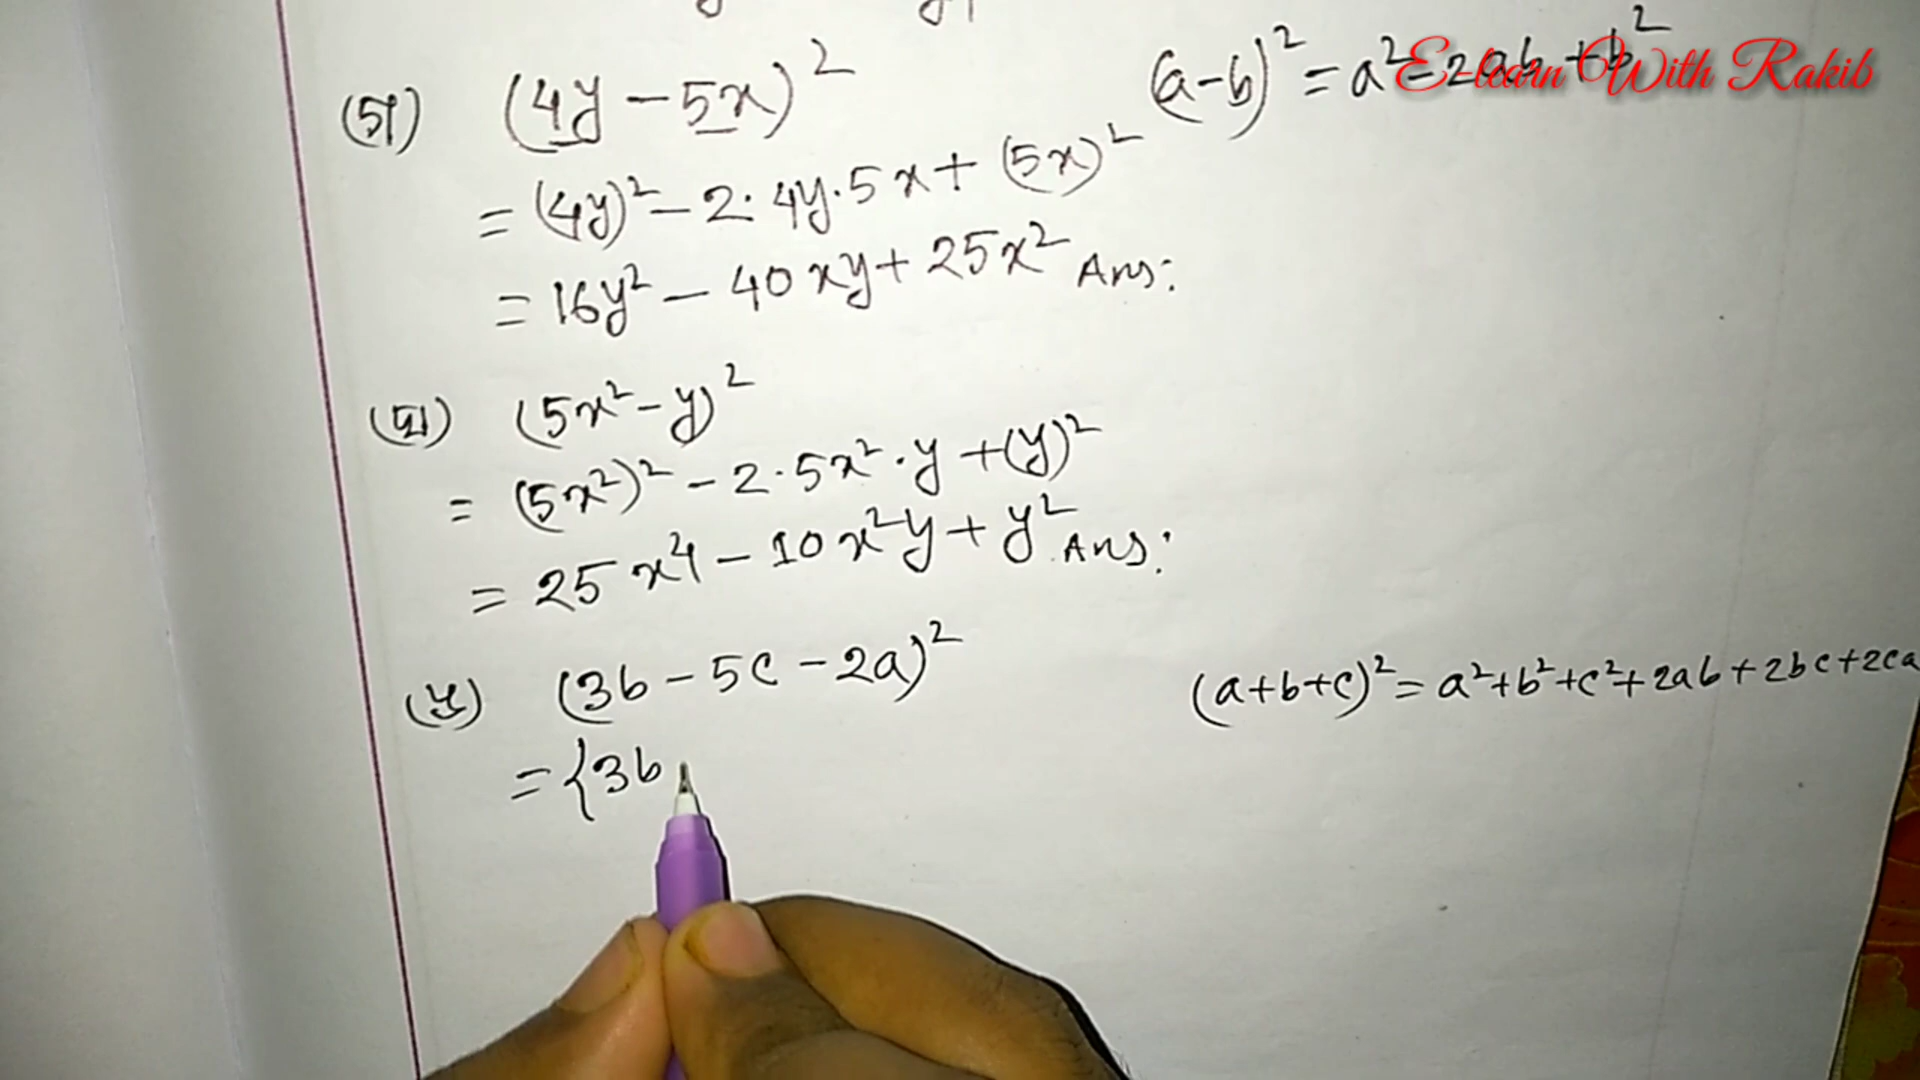 (গ) (4y - 5x)² (a-b)² = a² - 2ab + b²
E-learn With Rakib
= (4y)² - 2. 4y. 5x + (5x)²
= 16y² - 40xy + 25x² Ans:
(5x² - y)²
= (5x²)² - 2. 5x². y + (y)²
= 25x⁴ - 10x²y + y² Ans:
(3b - 5c - 2a)² (a+b+c)² = a²+b²+c²+2ab+2bc+2ca
= {3b